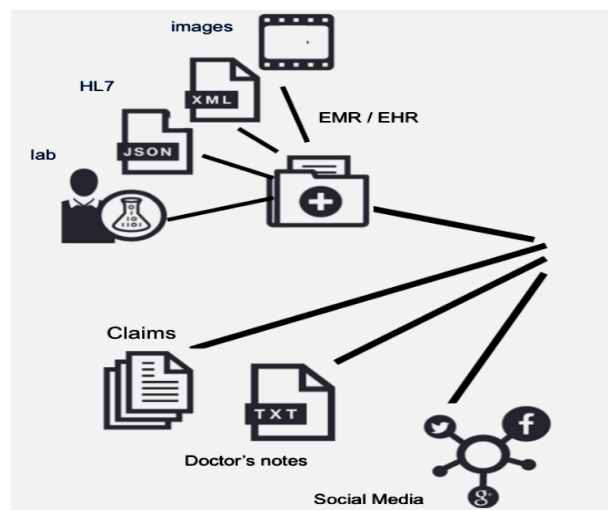 images
HL7
XML
EMR / EHR
JSON
lab
Claims
TXT
Doctor's notes
Social Media
f
g+